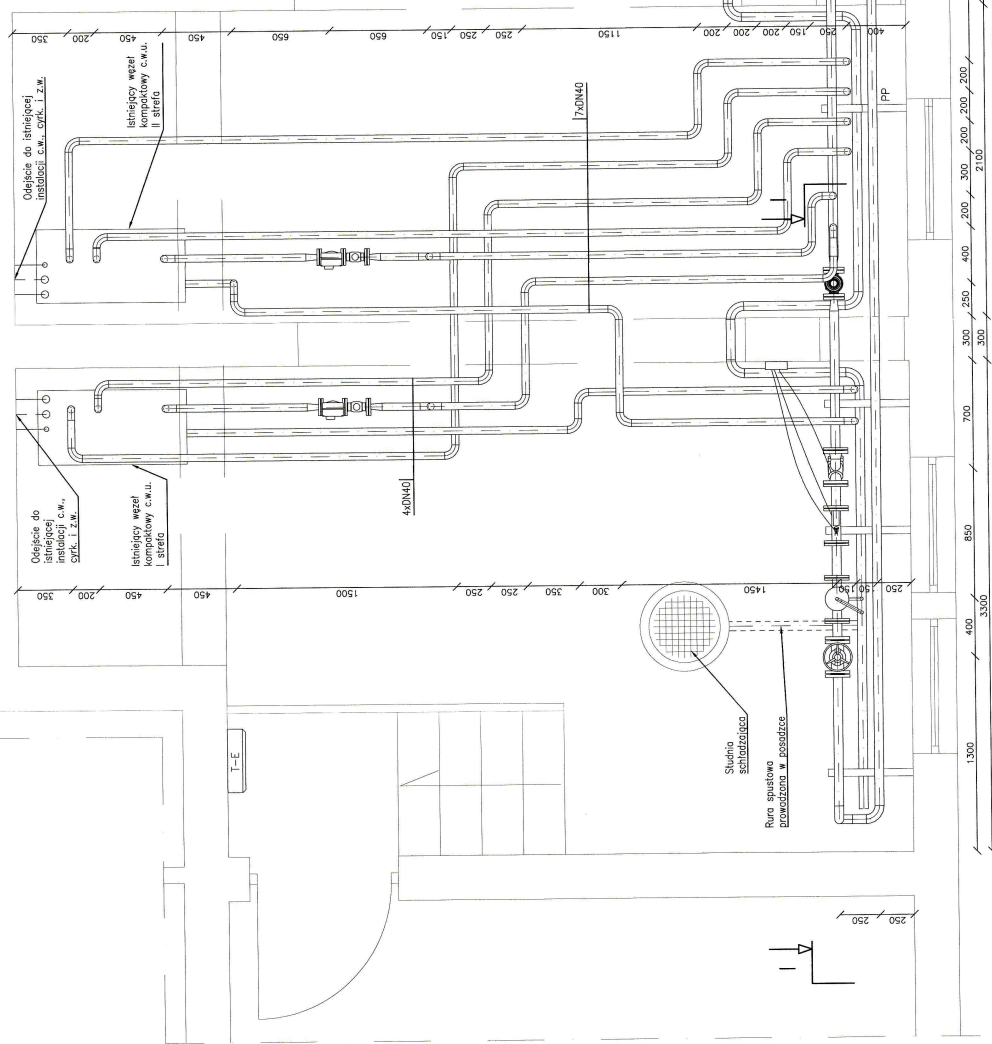 Odejście do istniejącej
instalacji c.w., cyrk. i z.w.
Istniejący węzeł
kompaktowy c.w.u.
II strefa
Odejście do
istniejącej
instalacji c.w.,
cyrk. i z.w.
Istniejący węzeł
kompaktowy c.w.u.
I strefa
7xDN40
4xDN40
T-E
Studnia
schładzająca
Rura spustowa
prowadzona w posadzce
PP
I
I
350
200
450
450
650
650
150
250
250
1150
200
200
200
150
250
400
350
200
450
450
1500
250
250
350
300
1450
150
150
250
250
250
1300
400
850
700
300
250
400
200
300
200
200
200
3300
300
2100